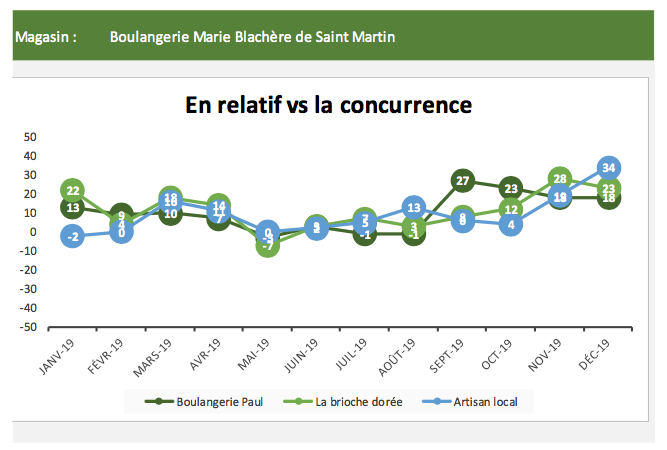 Magasin : Boulangerie Marie Blachère de Saint Martin
En relatif vs la concurrence
50
40
30
20
10
0
-10
-20
-30
-40
-50
22 13 -2
9 4 0
18 16 10
14 11 7
0 -7
7 5 -1
13 3 -1
27 8 6
23 12 4
28 18
34 23 18
JANV-19 FÉVR-19 MARS-19 AVR-19 MAI-19 JUIN-19 JUIL-19 AOÛT-19 SEPT-19 OCT-19 NOV-19 DÉC-19
Boulangerie Paul La brioche dorée Artisan local